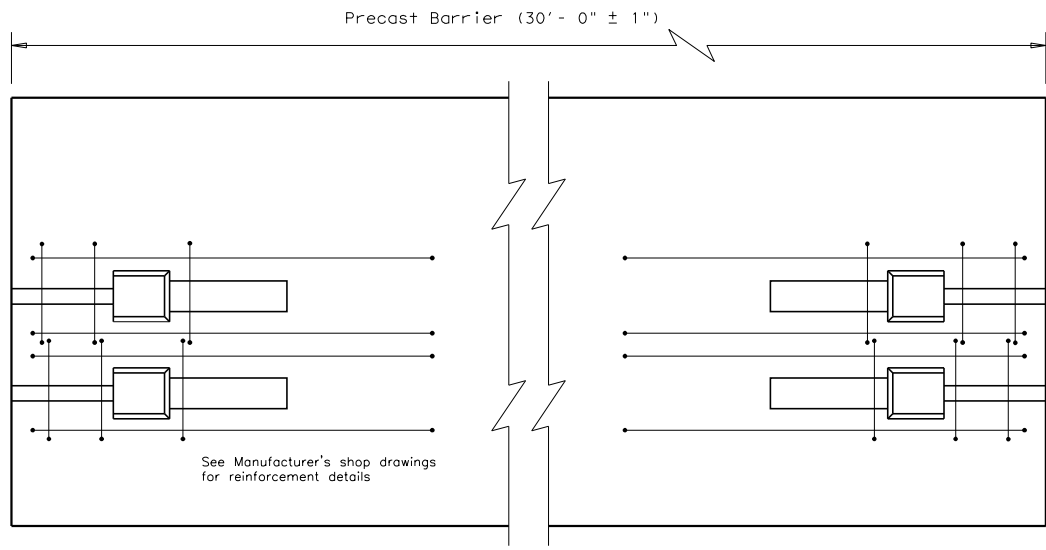 Precast Barrier (30'- 0" ± 1")
See Manufacturer's shop drawings
for reinforcement details